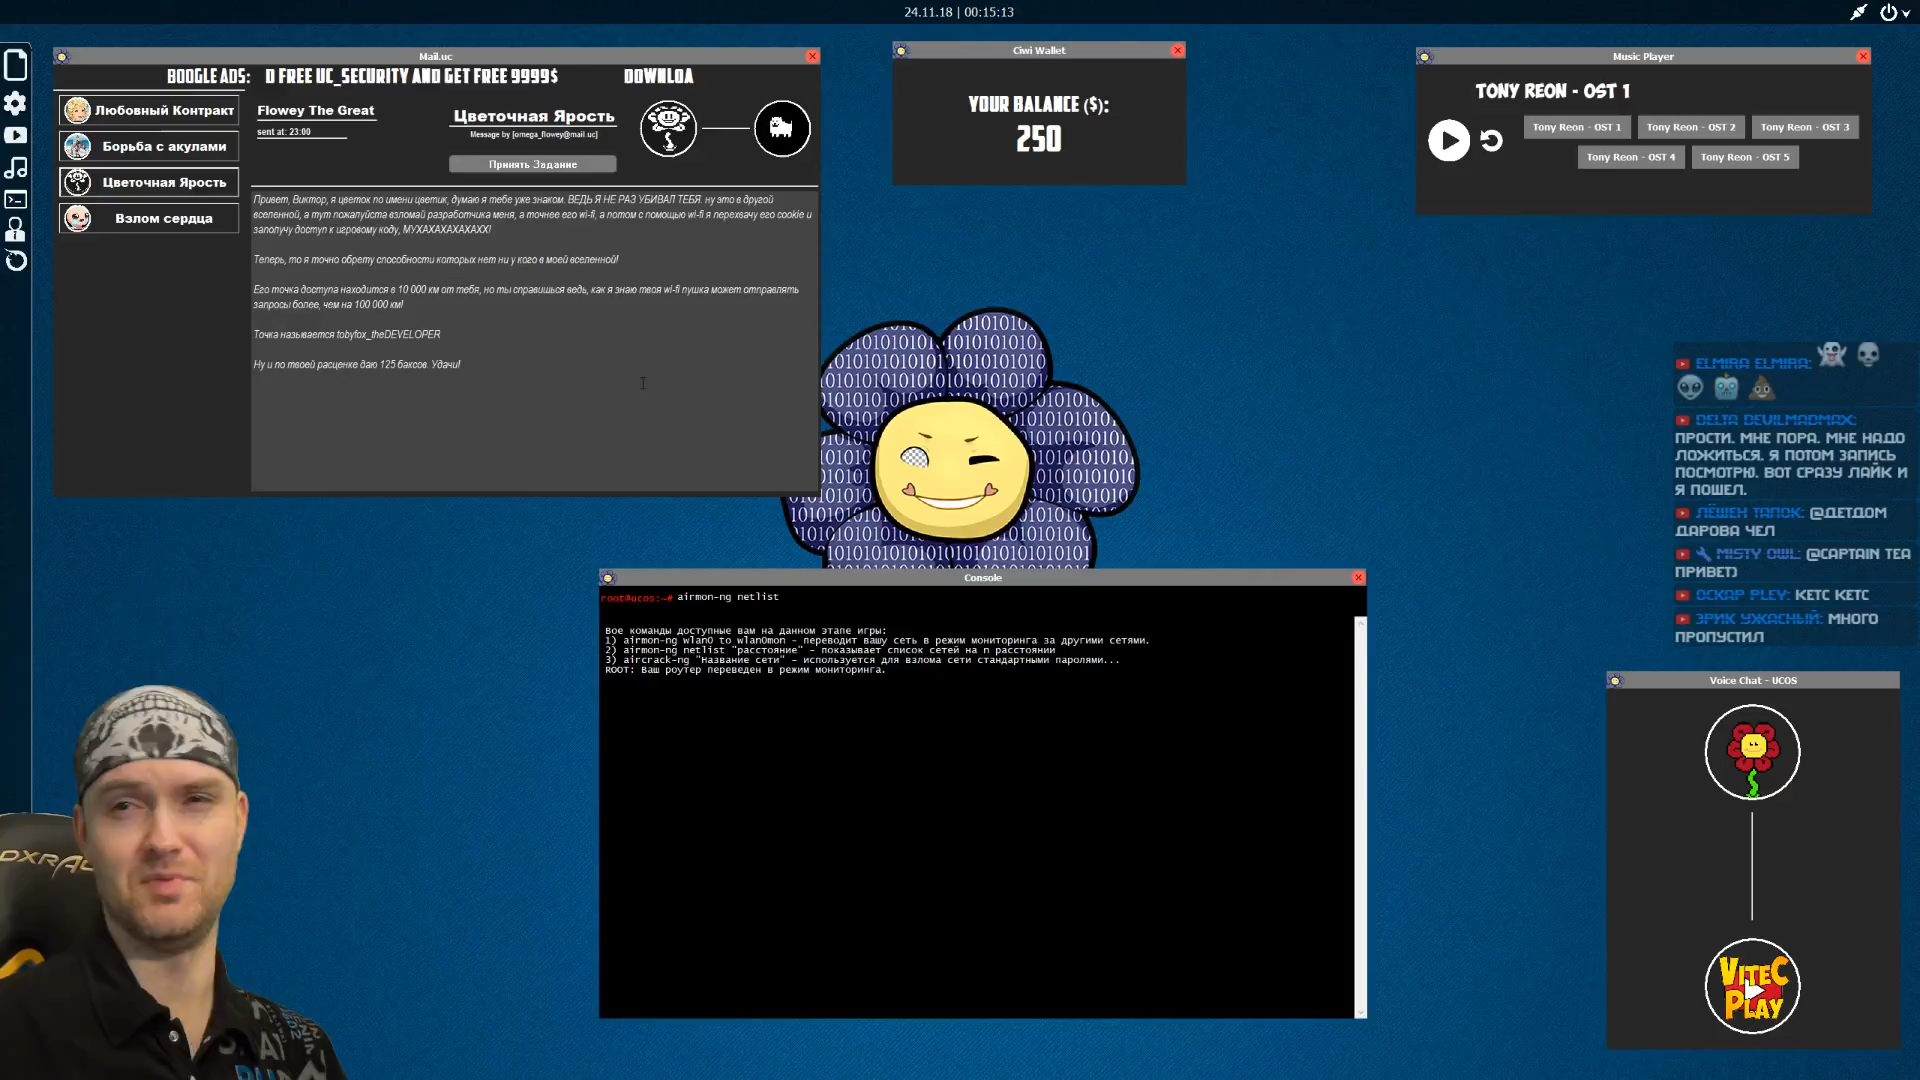 24.11.18 | 00:15:13
Mail.uc
BOOGLE ADS: D FREE UC_SECURITY AND GET FREE 9999$ DOWNLOA
Любовный Контракт
Борьба с акулами
Цветочная Ярость
Взлом сердца
Flowey The Great
sent at: 23:00
Цветочная Ярость
Message by [omega_flowey@mail.uc]
Принять Задание
Привет, Виктор, я цветок по имени цветик, думаю я тебе уже знаком. ВЕДЬ Я НЕ РАЗ УБИВАЛ ТЕБЯ. ну это в другой
вселенной, а тут пожалуйста взломай разработчика меня, а точнее его wi-fi, а потом с помощью wi-fi я перехвачу его cookie и
заполучу доступ к игровому коду, МУХАХАХАХАХАХХ!
Теперь, то я точно обрету способности которых нет ни у кого в моей вселенной!
Его точка доступа находится в 10 000 км от тебя, но ты справишься ведь, как я знаю твоя wi-fi пушка может отправлять
запросы более, чем на 100 000 км!
Точка называется tobyfox_theDEVELOPER
Ну и по твоей расценке даю 125 баксов. Удачи!
Ciwi Wallet
YOUR BALANCE ($):
250
Music Player
TONY REON - OST 1
Tony Reon - OST 1
Tony Reon - OST 2
Tony Reon - OST 3
Tony Reon - OST 4
Tony Reon - OST 5
ELMIRA ELMIRA:
DELTA DEVILMADMAX:
ПРОСТИ. МНЕ ПОРА. МНЕ НАДО
ЛОЖИТЬСЯ. Я ПОТОМ ЗАПИСЬ
ПОСМОТРЮ. ВОТ СРАЗУ ЛАЙК И
Я ПОШЕЛ.
ЛЁШЕН ТАПОК: @ДЕТДОМ
ДАРОВА ЧЕЛ
MISTY OWL: @CAPTAIN TEA
ПРИВЕТ)
ОСКАР PLEY: КЕТС КЕТС
ЭРИК УЖАСНЫЙ: МНОГО
ПРОПУСТИЛ
Console
root@ucos:~# airmon-ng netlist
Все команды доступные вам на данном этапе игры:
1) airmon-ng wlan0 to wlan0mon - переводит вашу сеть в режим мониторинга за другими сетями.
2) airmon-ng netlist "расстояние" - показывает список сетей на n расстоянии
3) aircrack-ng "Название сети" - используется для взлома сети стандартными паролями...
ROOT: Ваш роутер переведен в режим мониторинга.
Voice Chat - UCOS
VITEC
PLAY